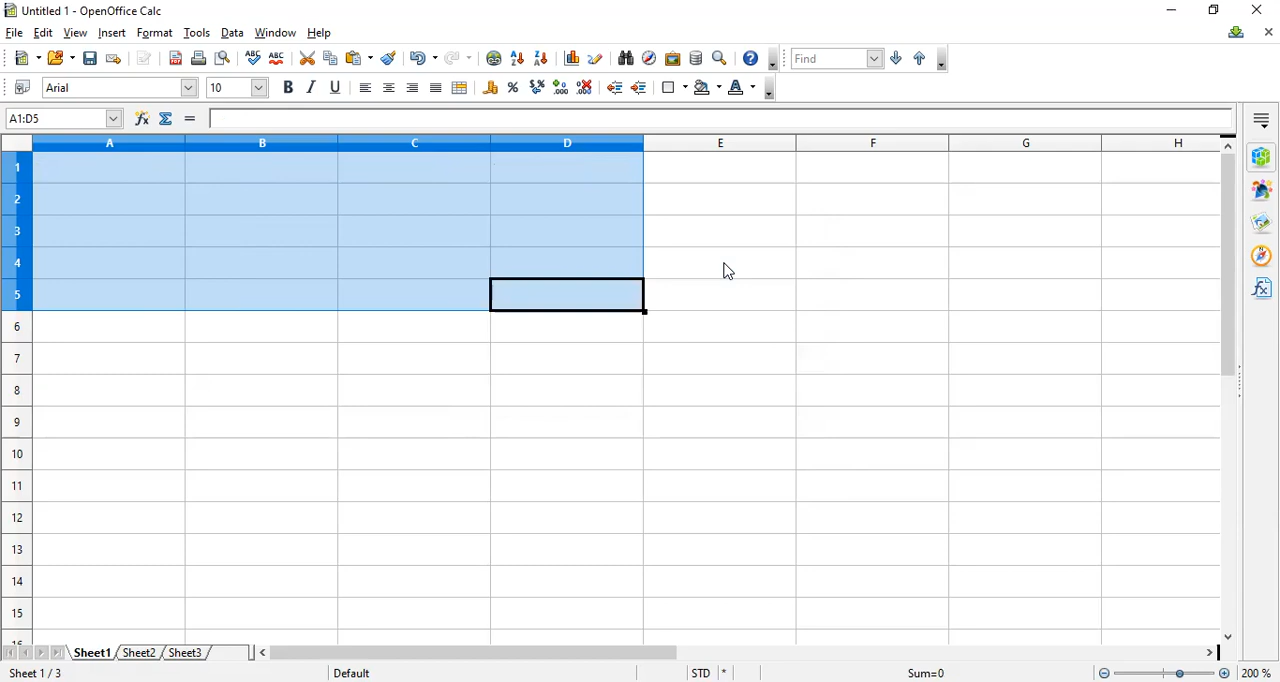 Untitled 1 - OpenOffice Calc
File Edit View Insert Format Tools Data Window Help
Find
Arial 10
A1:D5
A B C D E F G H
1
2
3
4
5
6
7
8
9
10
11
12
13
14
15
Sheet1 Sheet2 Sheet3
Sheet 1 / 3 Default STD * Sum=0 200 %